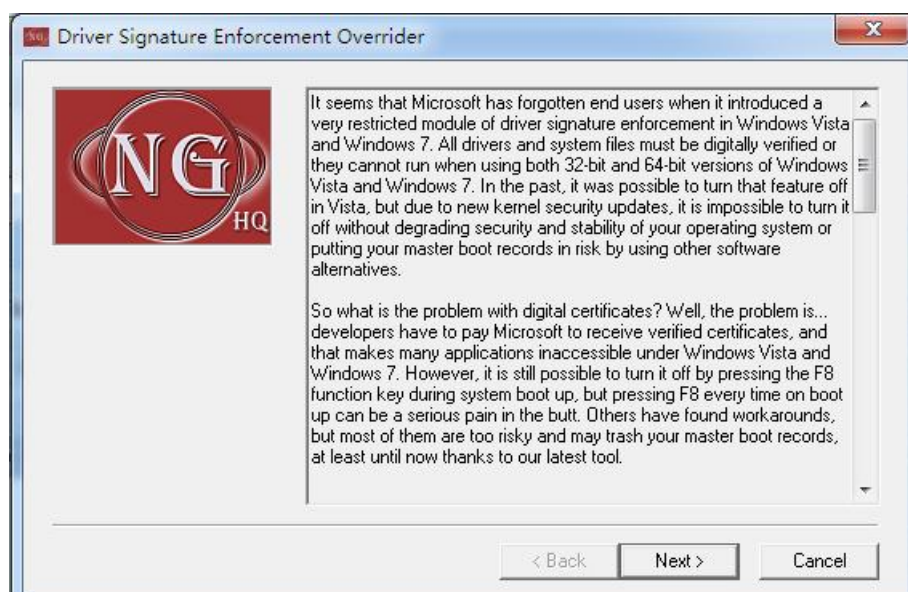 NG. Driver Signature Enforcement Overrider
NG
HQ
It seems that Microsoft has forgotten end users when it introduced a
very restricted module of driver signature enforcement in Windows Vista
and Windows 7. All drivers and system files must be digitally verified or
they cannot run when using both 32-bit and 64-bit versions of Windows
Vista and Windows 7. In the past, it was possible to turn that feature off
in Vista, but due to new kernel security updates, it is impossible to turn it
off without degrading security and stability of your operating system or
putting your master boot records in risk by using other software
alternatives.
So what is the problem with digital certificates? Well, the problem is...
developers have to pay Microsoft to receive verified certificates, and
that makes many applications inaccessible under Windows Vista and
Windows 7. However, it is still possible to turn it off by pressing the F8
function key during system boot up, but pressing F8 every time on boot
up can be a serious pain in the butt. Others have found workarounds,
but most of them are too risky and may trash your master boot records,
at least until now thanks to our latest tool.
< Back Next > Cancel